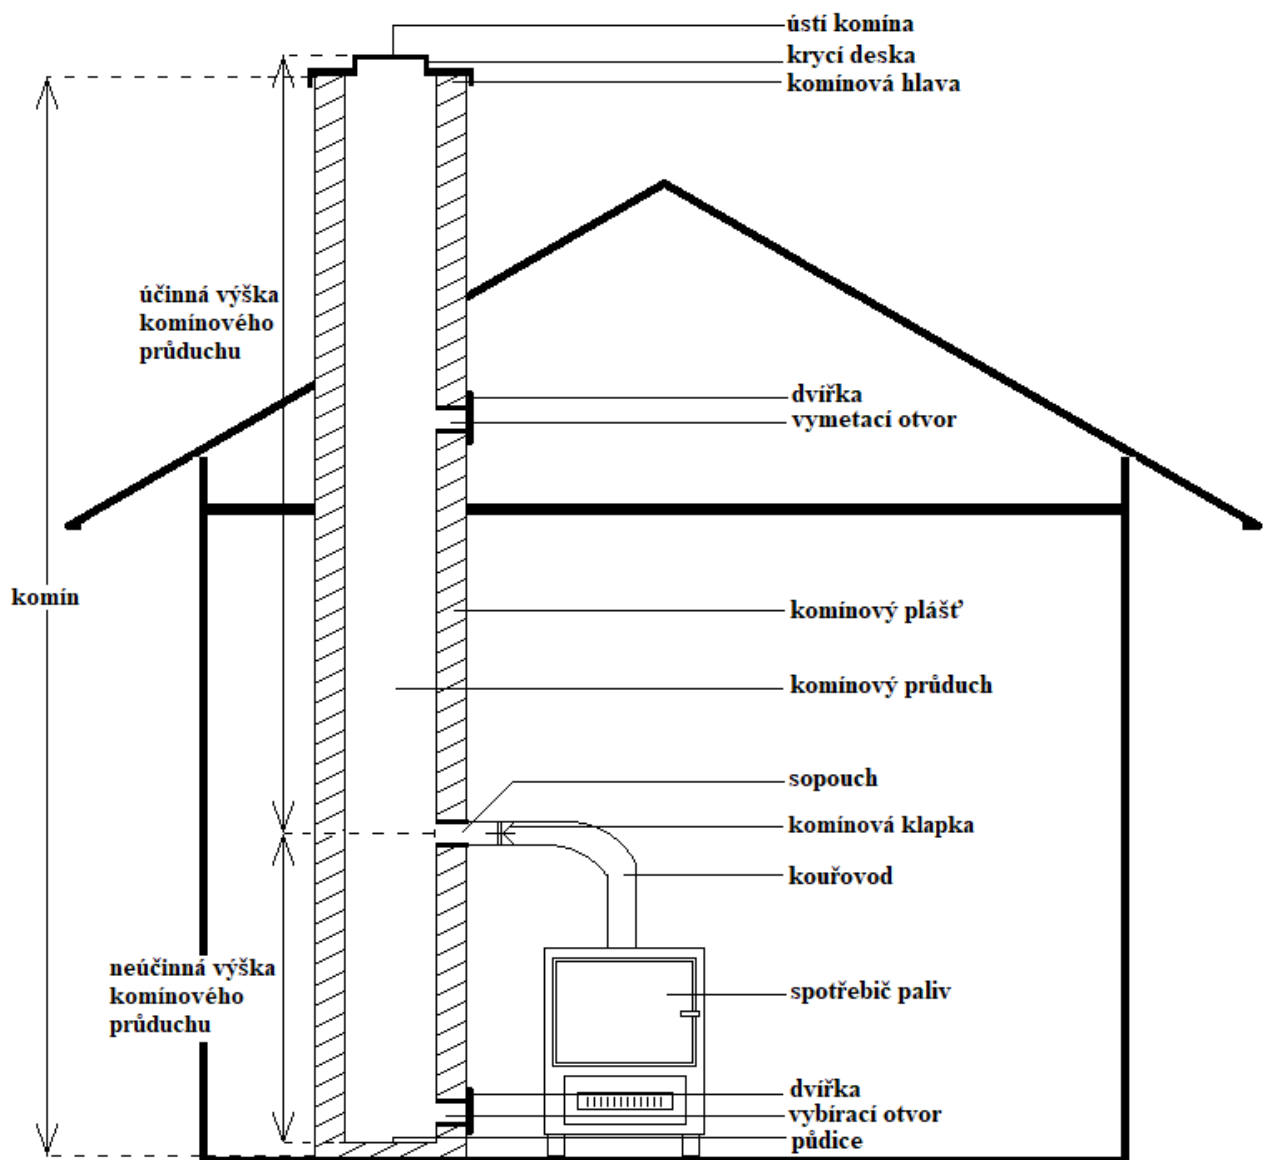 ústí komína
krycí deska
komínová hlava
účinná výška
komínového
průduchu
dvířka
vymetací otvor
komín
komínový plášť
komínový průduch
sopouch
komínová klapka
kouřovod
neúčinná výška
komínového
průduchu
spotřebič paliv
dvířka
vybírací otvor
půdice